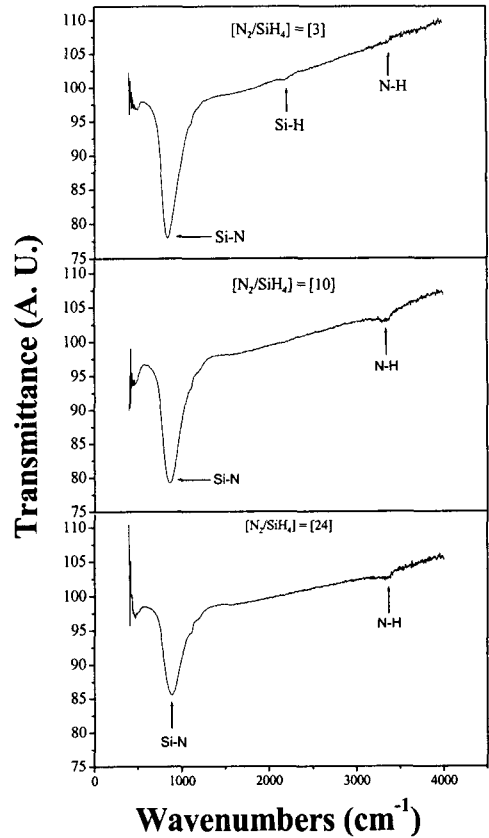 [N₂/SiH₄] = [3]
110
105
100
95
90
85
80
75
N-H
Si-H
Si-N
[N₂/SiH₄] = [10]
110
105
100
95
90
85
80
75
N-H
Si-N
[N₂/SiH₄] = [24]
110
105
100
95
90
85
80
75
N-H
Si-N
0 1000 2000 3000 4000
Transmittance (A. U.)
Wavenumbers (cm⁻¹)